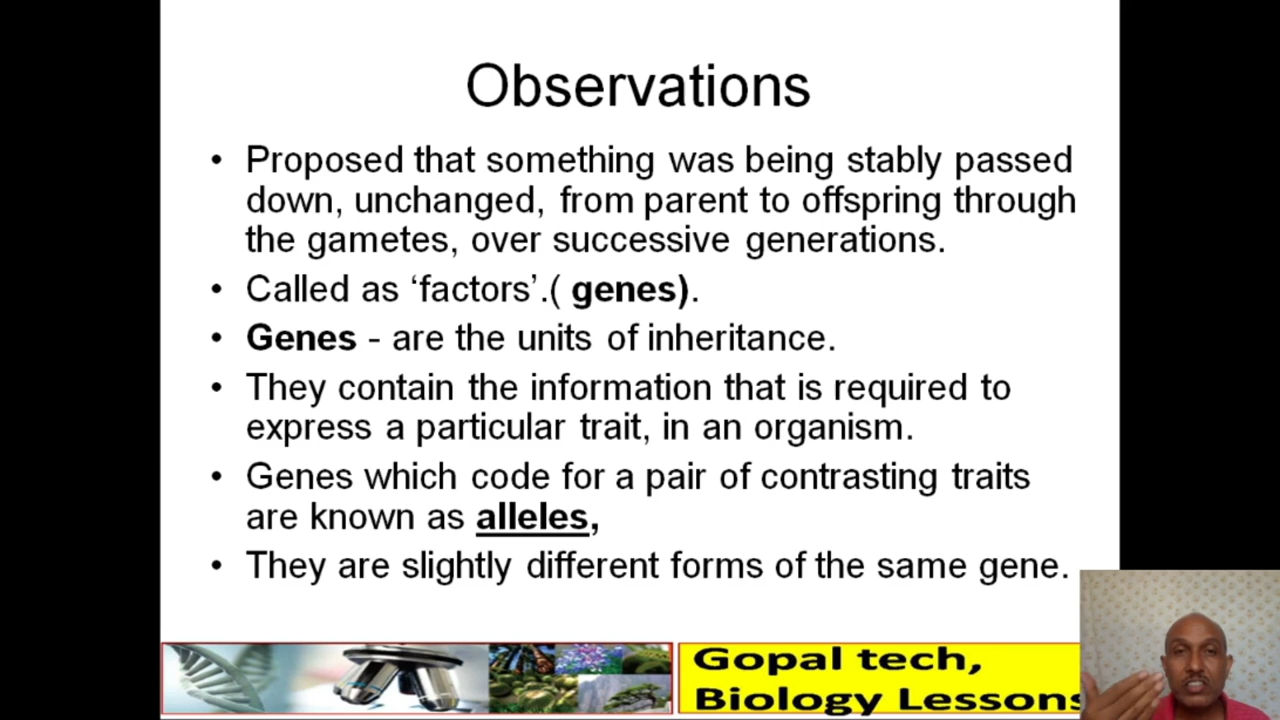 Observations
• Proposed that something was being stably passed
down, unchanged, from parent to offspring through
the gametes, over successive generations.
• Called as ‘factors’.( genes).
• Genes - are the units of inheritance.
• They contain the information that is required to
express a particular trait, in an organism.
• Genes which code for a pair of contrasting traits
are known as alleles,
• They are slightly different forms of the same gene.
Gopal tech,
Biology Lessons